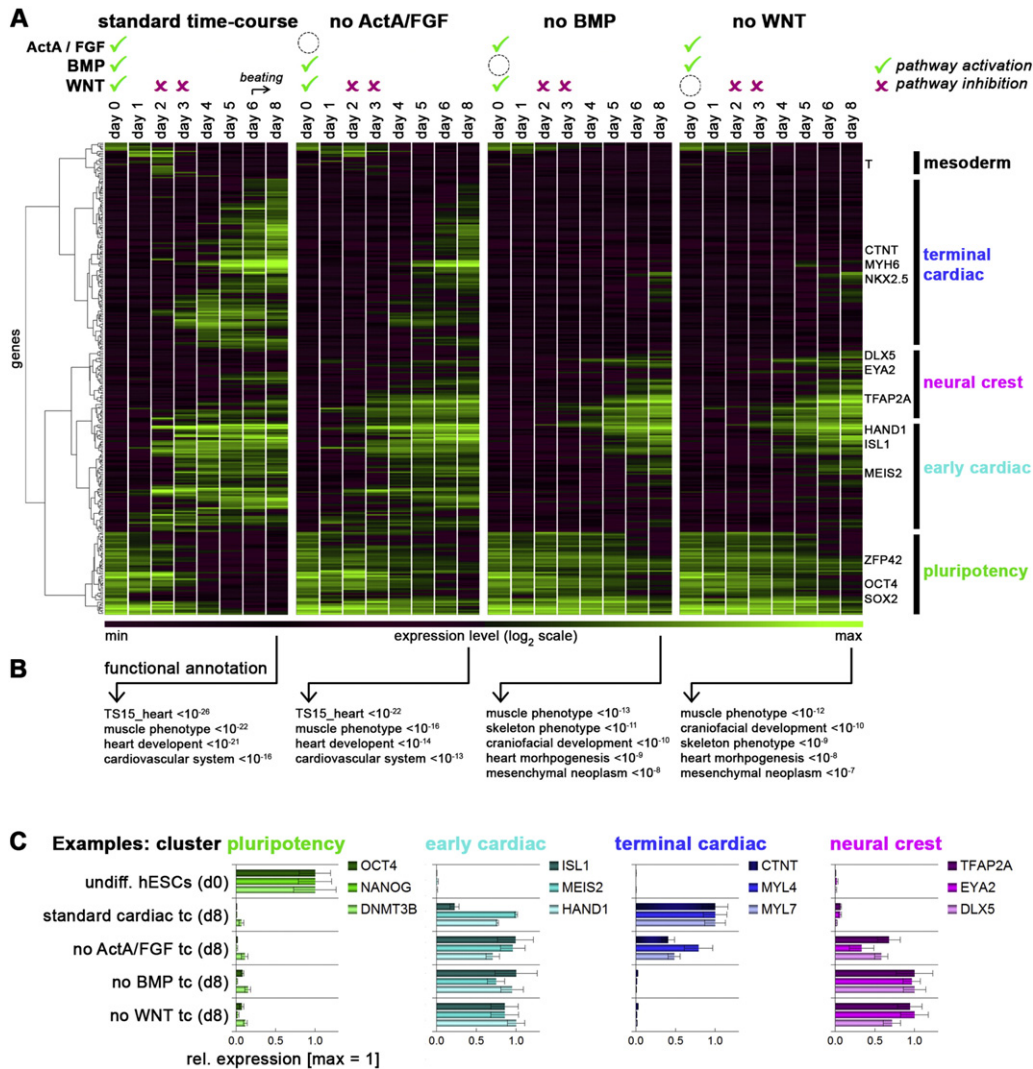 A
standard time-course no ActA/FGF no BMP no WNT
ActA / FGF
BMP
WNT
beating
pathway activation
pathway inhibition
day 0 day 1 day 2 day 3 day 4 day 5 day 6 day 8 day 0 day 1 day 2 day 3 day 4 day 5 day 6 day 8 day 0 day 1 day 2 day 3 day 4 day 5 day 6 day 8 day 0 day 1 day 2 day 3 day 4 day 5 day 6 day 8
genes
T
mesoderm
CTNT
MYH6
NKX2.5
terminal
cardiac
DLX5
EYA2
TFAP2A
neural crest
HAND1
ISL1
MEIS2
early cardiac
ZFP42
OCT4
SOX2
pluripotency
min expression level (log2 scale) max
B
functional annotation
TS15_heart <10-26
muscle phenotype <10-22
heart developent <10-21
cardiovascular system <10-16
TS15_heart <10-22
muscle phenotype <10-16
heart developent <10-14
cardiovascular system <10-13
muscle phenotype <10-13
skeleton phenotype <10-11
craniofacial development <10-10
heart morhpogenesis <10-9
mesenchymal neoplasm <10-8
muscle phenotype <10-12
craniofacial development <10-10
skeleton phenotype <10-9
heart morhpogenesis <10-8
mesenchymal neoplasm <10-7
C
Examples: cluster pluripotency early cardiac terminal cardiac neural crest
undiff. hESCs (d0)
standard cardiac tc (d8)
no ActA/FGF tc (d8)
no BMP tc (d8)
no WNT tc (d8)
OCT4
NANOG
DNMT3B
ISL1
MEIS2
HAND1
CTNT
MYL4
MYL7
TFAP2A
EYA2
DLX5
0.0 1.0 0.0 1.0 0.0 1.0 0.0 1.0
rel. expression [max = 1]